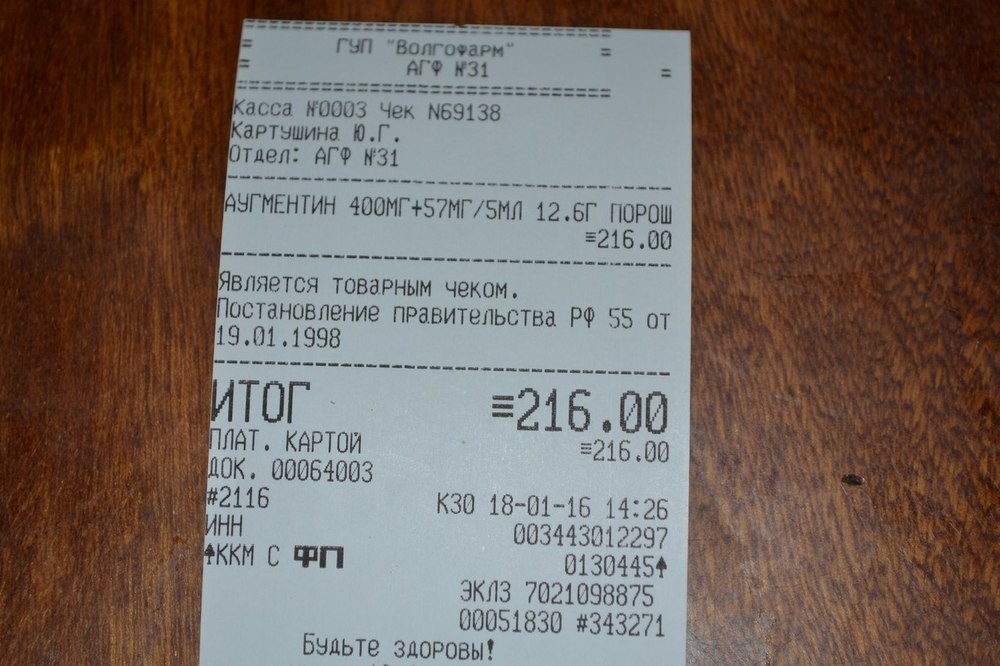 ГУП "Волгофарм"
АГФ №31
Касса №0003 Чек N69138
Картушина Ю.Г.
Отдел: АГФ №31
АУГМЕНТИН 400МГ+57МГ/5МЛ 12.6Г ПОРОШ
≡216.00
Является товарным чеком.
Постановление правительства РФ 55 от
19.01.1998
ИТОГ ≡216.00
ПЛАТ. КАРТОЙ ≡216.00
ДОК. 00064003
#2116 КЗ0 18-01-16 14:26
ИНН 003443012297
ККМ С ФП 0130445
ЭКЛЗ 7021098875
00051830 #343271
Будьте здоровы!